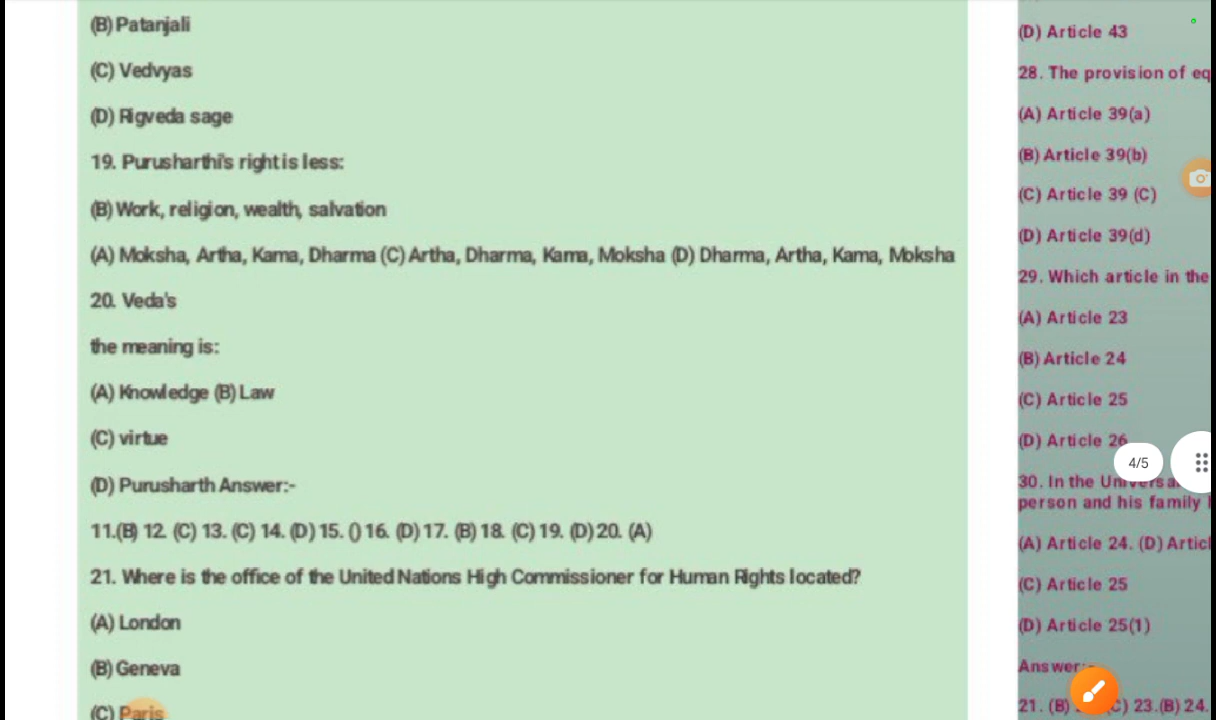 (B) Patanjali
(C) Vedvyas
(D) Rigveda sage
19. Purusharthi's right is less:
(B) Work, religion, wealth, salvation
(A) Moksha, Artha, Kama, Dharma (C) Artha, Dharma, Kama, Moksha (D) Dharma, Artha, Kama, Moksha
20. Veda's
the meaning is:
(A) Knowledge (B) Law
(C) virtue
(D) Purusharth Answer:-
11.(B) 12. (C) 13. (C) 14. (D) 15. () 16. (D) 17. (B) 18. (C) 19. (D) 20. (A)
21. Where is the office of the United Nations High Commissioner for Human Rights located?
(A) London
(B) Geneva
(C) Paris
(D) Article 43
28. The provision of eq
(A) Article 39(a)
(B) Article 39(b)
(C) Article 39 (C)
(D) Article 39(d)
29. Which article in the
(A) Article 23
(B) Article 24
(C) Article 25
(D) Article 26
4/5
30. In the
person and his family
(A) Article 24. (D)
(C) Article 25
(D) Article 25(1)
Answer:-
21. (B) C) 23.(B) 24.